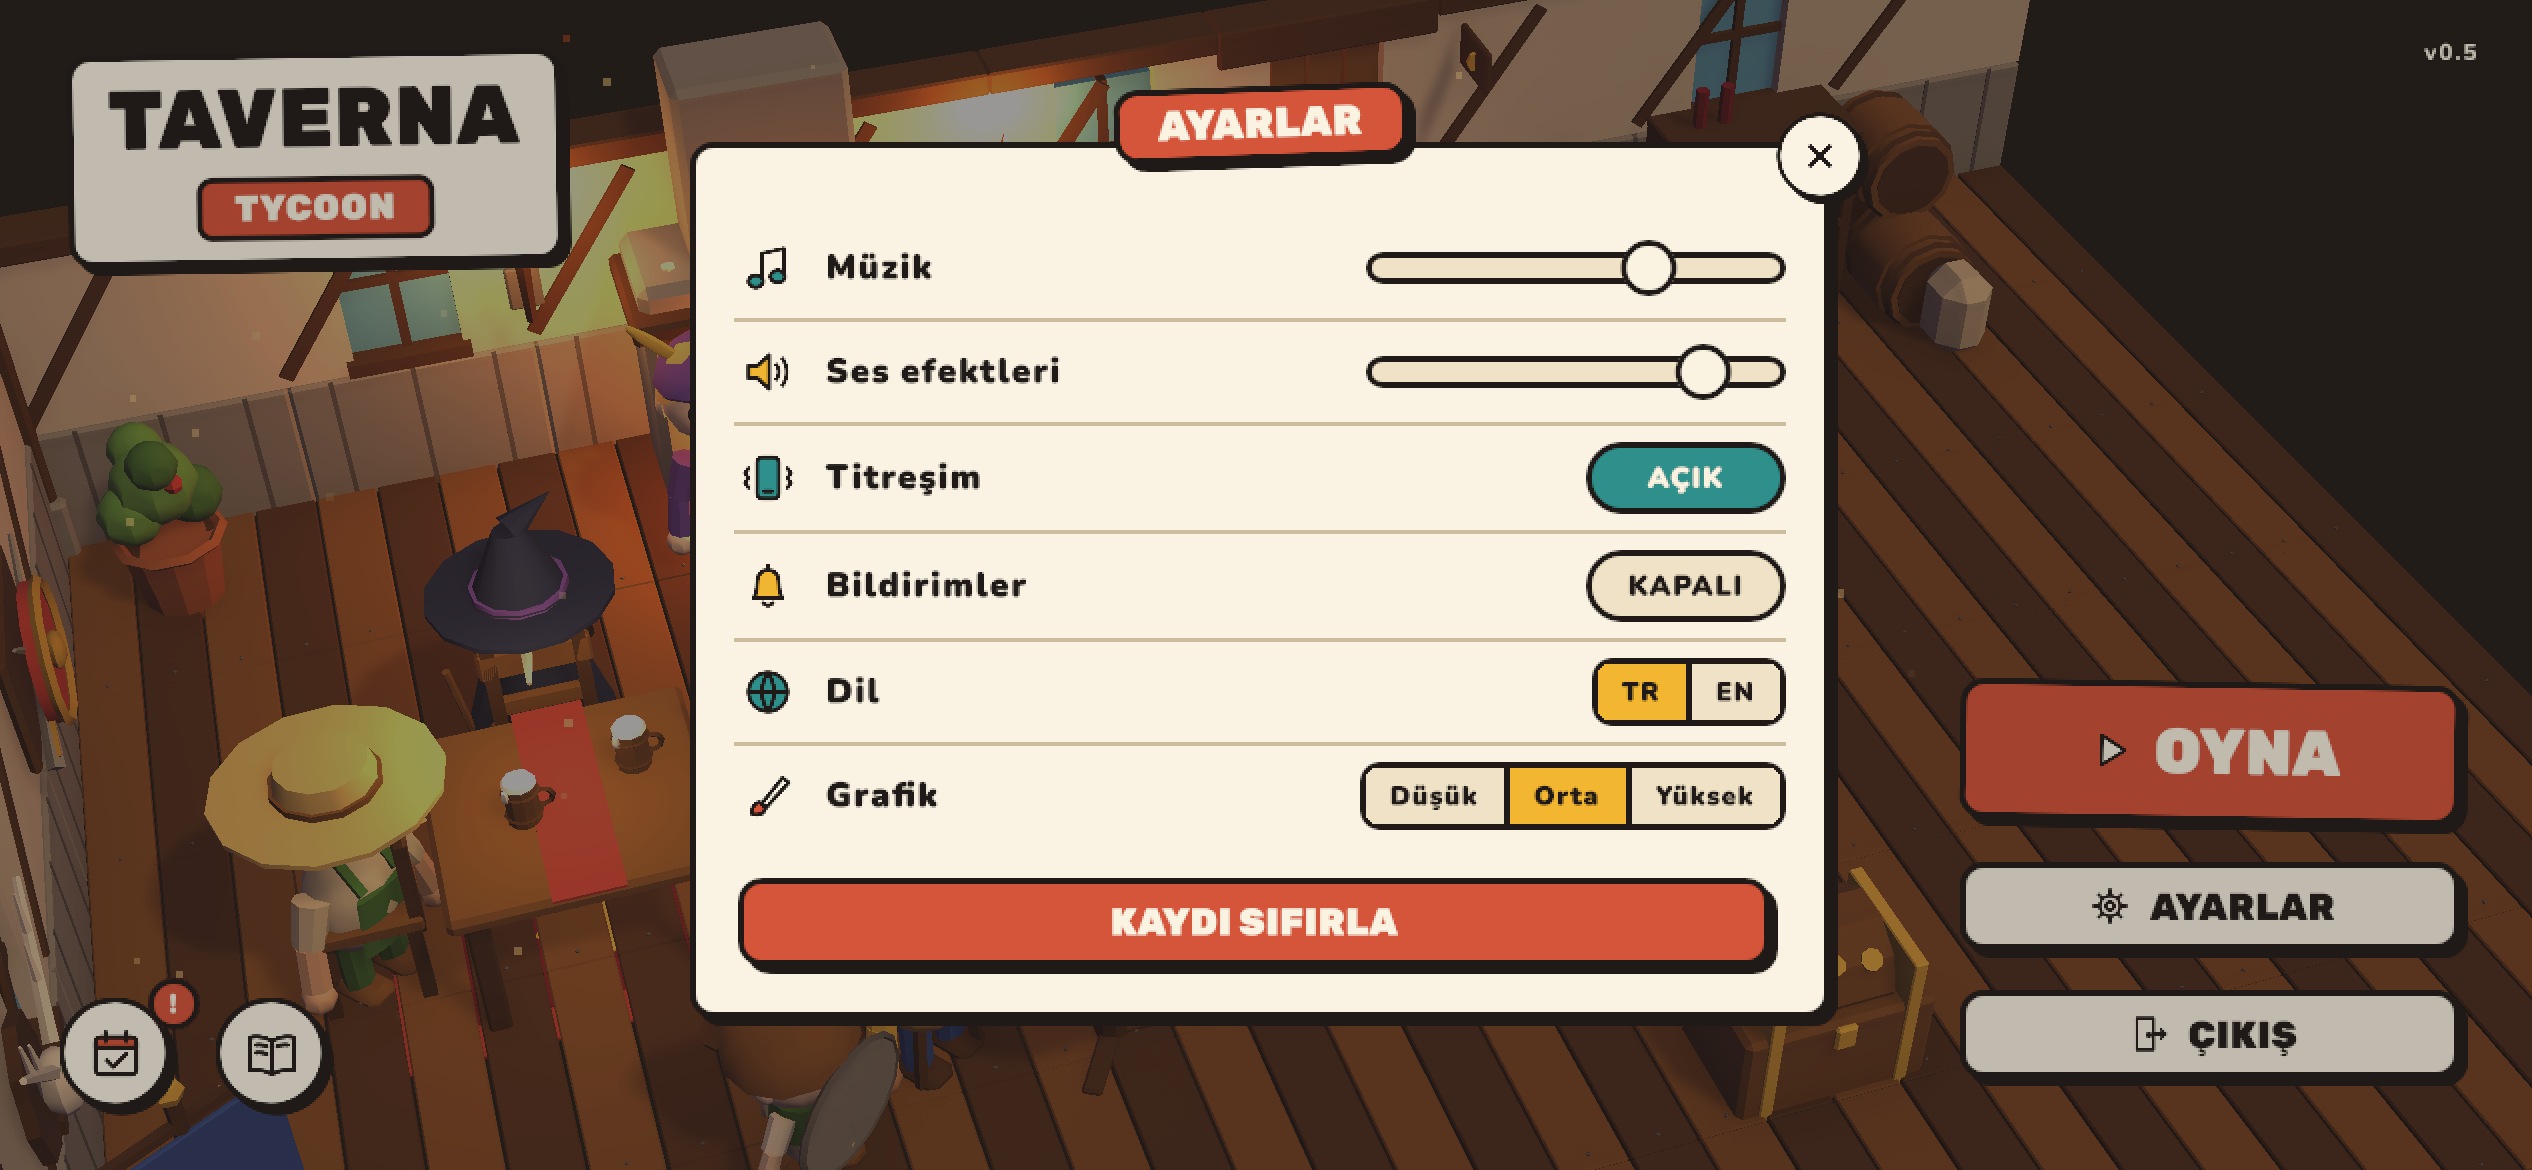 TAVERNA
TYCOON
v0.5
AYARLAR
Müzik
Ses efektleri
Titreşim
AÇIK
Bildirimler
KAPALI
Dil
TR EN
Grafik
Düşük Orta Yüksek
KAYDI SIFIRLA
!
OYNA
AYARLAR
ÇIKIŞ